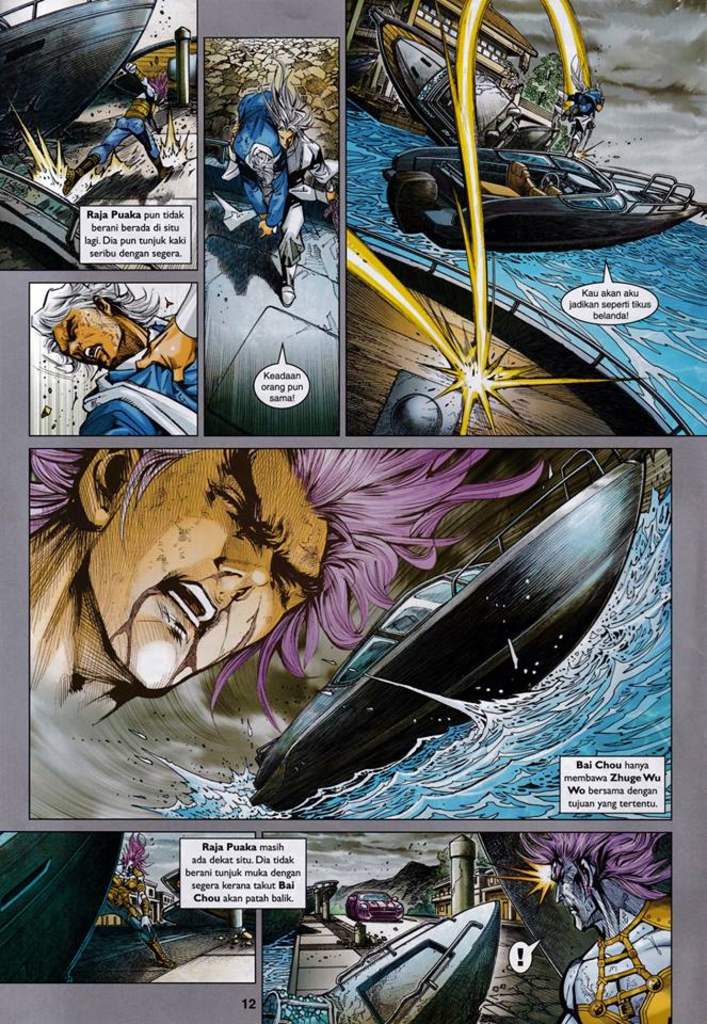 Raja Puaka pun tidak
berani berada di situ
lagi. Dia pun tunjuk kaki
seribu dengan segera.
Keadaan
orang pun
sama!
Kau akan aku
jadikan seperti tikus
belanda!
Bai Chou hanya
membawa Zhuge Wu
Wo bersama dengan
tujuan yang tertentu.
Raja Puaka masih
ada dekat situ. Dia tidak
berani tunjuk muka dengan
segera kerana takut Bai
Chou akan patah balik.
!
12